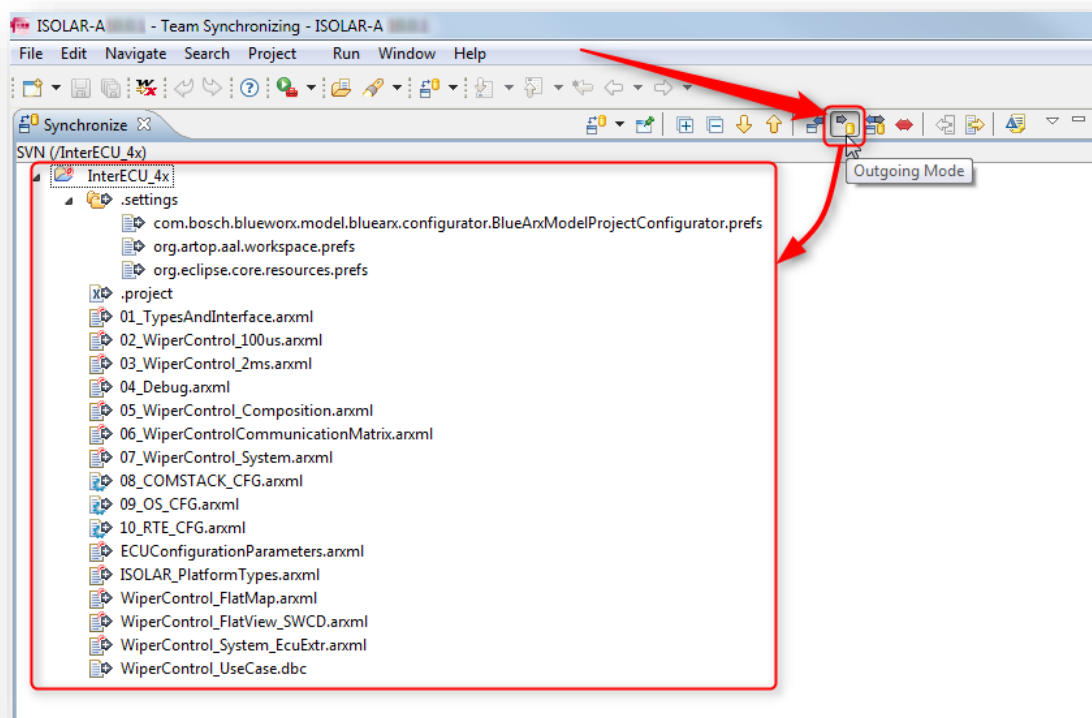 ISOLAR-A - Team Synchronizing - ISOLAR-A
File Edit Navigate Search Project Run Window Help
Synchronize
SVN (/InterECU_4x)
Outgoing Mode
InterECU_4x
.settings
com.bosch.blueworx.model.bluearx.configurator.BlueArxModelProjectConfigurator.prefs
org.artop.aal.workspace.prefs
org.eclipse.core.resources.prefs
.project
01_TypesAndInterface.arxml
02_WiperControl_100us.arxml
03_WiperControl_2ms.arxml
04_Debug.arxml
05_WiperControl_Composition.arxml
06_WiperControlCommunicationMatrix.arxml
07_WiperControl_System.arxml
08_COMSTACK_CFG.arxml
09_OS_CFG.arxml
10_RTE_CFG.arxml
ECUConfigurationParameters.arxml
ISOLAR_PlatformTypes.arxml
WiperControl_FlatMap.arxml
WiperControl_FlatView_SWCD.arxml
WiperControl_System_EcuExtr.arxml
WiperControl_UseCase.dbc